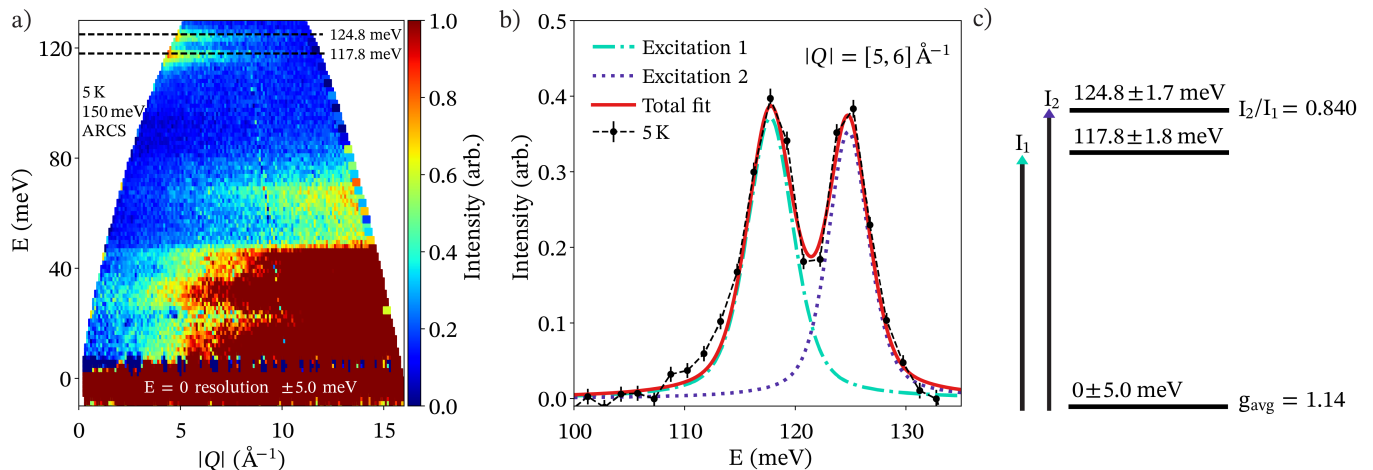 a)
124.8 meV
117.8 meV
5 K
150 meV
ARCS
E = 0 resolution ±5.0 meV
120
80
40
0
E (meV)
0
5
10
15
|Q| (Å⁻¹)
1.0
0.8
0.6
0.4
0.2
0.0
Intensity (arb.)
b)
Excitation 1
Excitation 2
Total fit
5 K
|Q| = [5, 6] Å⁻¹
0.5
0.4
0.3
0.2
0.1
0.0
Intensity (arb.)
100
110
120
130
E (meV)
c)
I₁
I₂
124.8 ± 1.7 meV
I₂/I₁ = 0.840
117.8 ± 1.8 meV
0 ± 5.0 meV
g_avg = 1.14